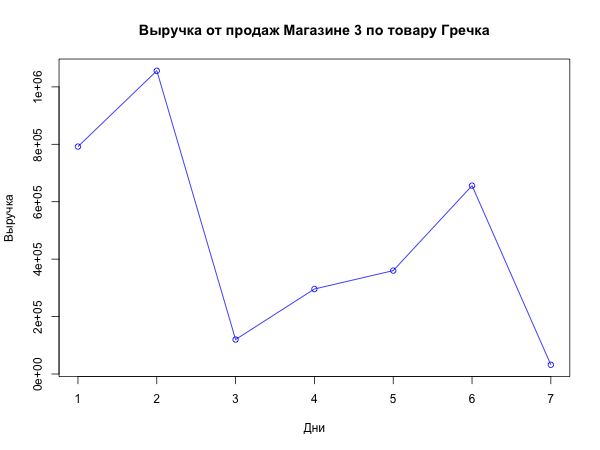 Выручка от продаж Магазине 3 по товару Гречка
Выручка
1e+06
8e+05
6e+05
4e+05
2e+05
0e+00
1 2 3 4 5 6 7
Дни